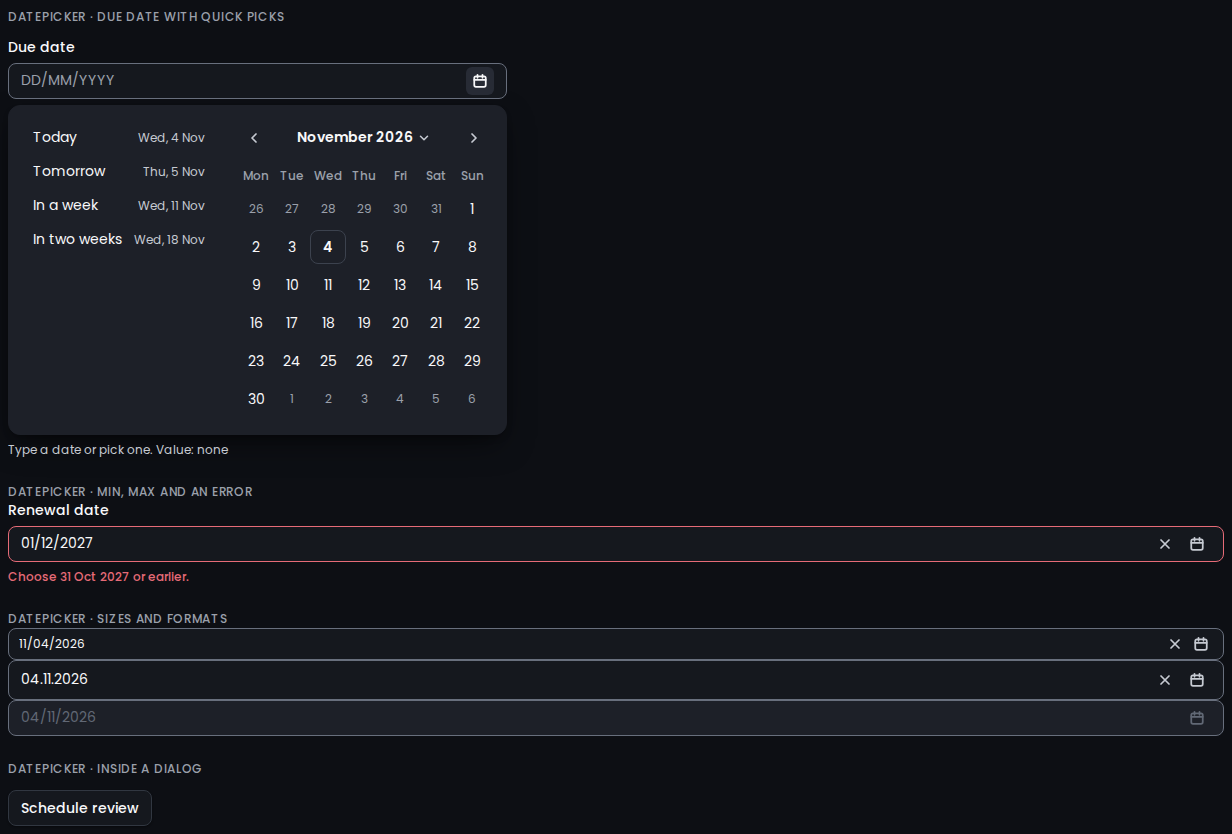 DATEPICKER · DUE DATE WITH QUICK PICKS
Due date
DD/MM/YYYY
Today Wed, 4 Nov
Tomorrow Thu, 5 Nov
In a week Wed, 11 Nov
In two weeks Wed, 18 Nov
November 2026
Mon Tue Wed Thu Fri Sat Sun
26 27 28 29 30 31 1
2 3 4 5 6 7 8
9 10 11 12 13 14 15
16 17 18 19 20 21 22
23 24 25 26 27 28 29
30 1 2 3 4 5 6
Type a date or pick one. Value: none
DATEPICKER · MIN, MAX AND AN ERROR
Renewal date
01/12/2027
Choose 31 Oct 2027 or earlier.
DATEPICKER · SIZES AND FORMATS
11/04/2026
04.11.2026
04/11/2026
DATEPICKER · INSIDE A DIALOG
Schedule review